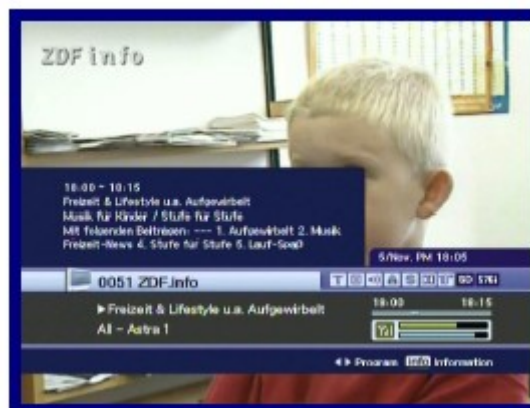 ZDF info
18:00 ~ 18:15
Freizeit & Lifestyle u.a. Aufgewirbelt
Musik für Kinder / Stufe für Stufe
Mit folgenden Beiträgen: --- 1. Aufgewirbelt 2. Musik
Freizeit-News 4. Stufe für Stufe 5. Lauf-Spaß
5/Nov. PM 18:05
0051 ZDF.info
T S SD 576i
▶Freizeit & Lifestyle u.a. Aufgewirbelt
18:00 18:15
All - Astra 1
Program Info Information